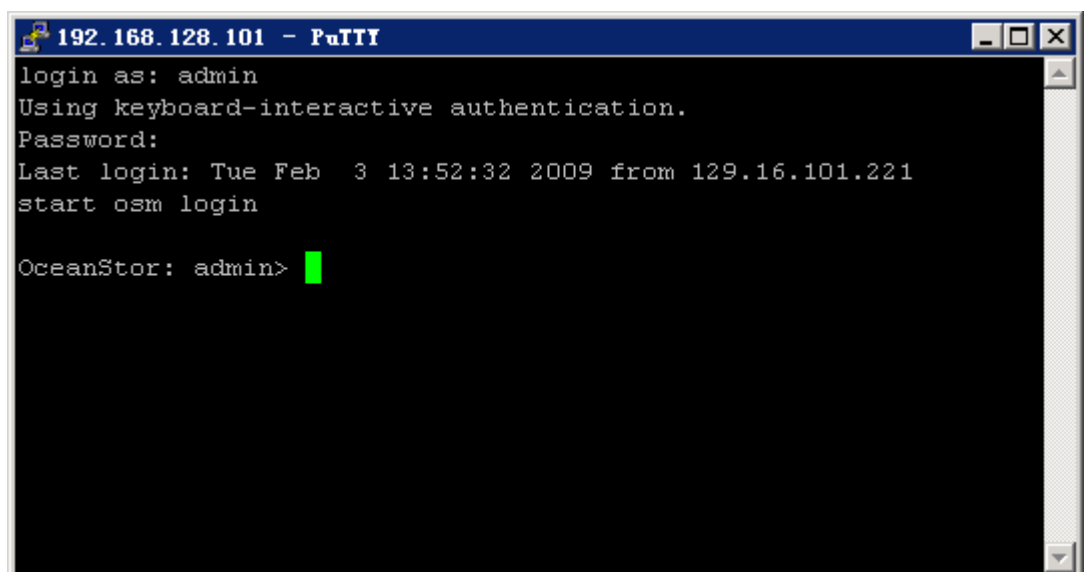 192.168.128.101 - PuTTY
login as: admin
Using keyboard-interactive authentication.
Password:
Last login: Tue Feb  3 13:52:32 2009 from 129.16.101.221
start osm login
OceanStor: admin>